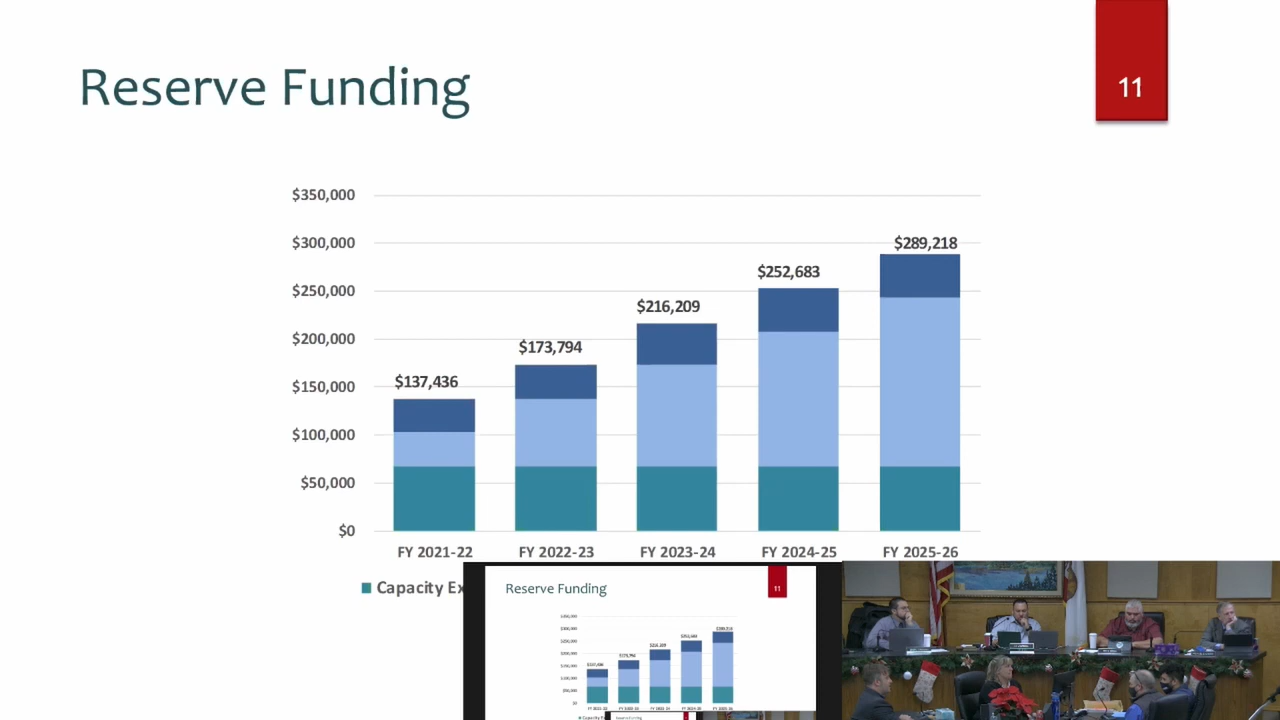 Reserve Funding
11
$350,000
$300,000
$250,000
$200,000
$150,000
$100,000
$50,000
$0
$137,436
$173,794
$216,209
$252,683
$289,218
FY 2021-22
FY 2022-23
FY 2023-24
FY 2024-25
FY 2025-26
Capacity Ex
Reserve Funding
11